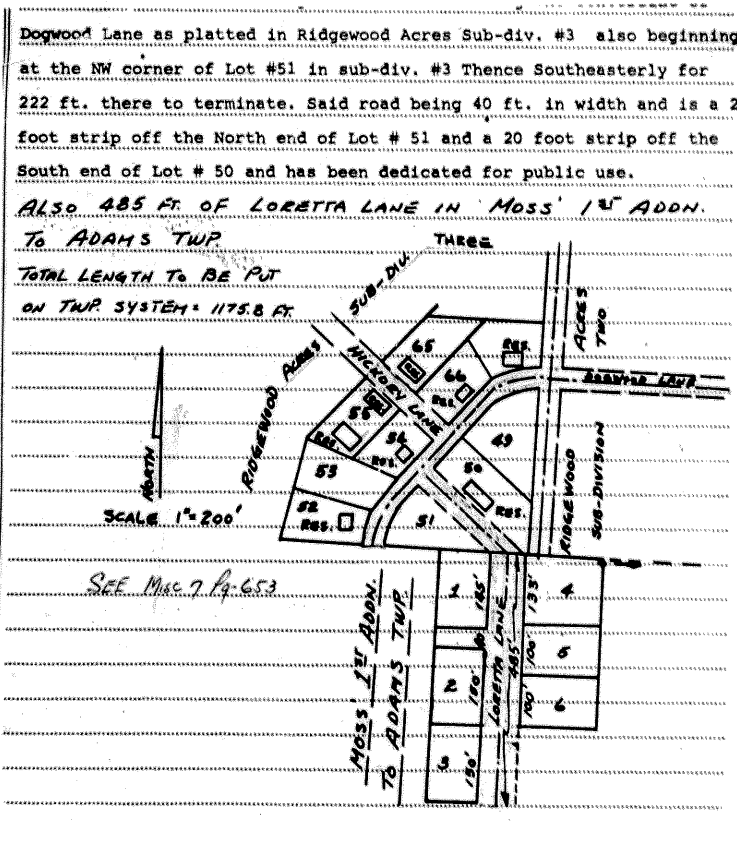 Dogwood Lane as platted in Ridgewood Acres Sub-div. #3 also beginning
at the NW corner of Lot #51 in sub-div. #3 Thence Southeasterly for
222 ft. there to terminate. Said road being 40 ft. in width and is a 2
foot strip off the North end of Lot # 51 and a 20 foot strip off the
South end of Lot # 50 and has been dedicated for public use.
ALSO 485 FT. OF LORETTA LANE IN MOSS' 1ST ADDN.
TO ADAMS TWP.
TOTAL LENGTH TO BE PUT
ON TWP. SYSTEM = 1175.8 FT.
RIDGEWOOD ACRES SUB-DIV. THREE
ACRES TWO
RIDGEWOOD
SUB-DIVISION
HICKORY LANE
DOGWOOD LANE
65
RES.
66
RES.
RES.
56
RES.
54
RES.
53
52
RES.
51
50
RES.
49
NORTH
SCALE 1"=200'
SEE Misc 7 Pg-653
MOSS 1ST ADDN.
TO ADAMS TWP.
LORETTA LANE
485'
1
185'
2
150'
3
150'
4
135'
5
100'
6
100'